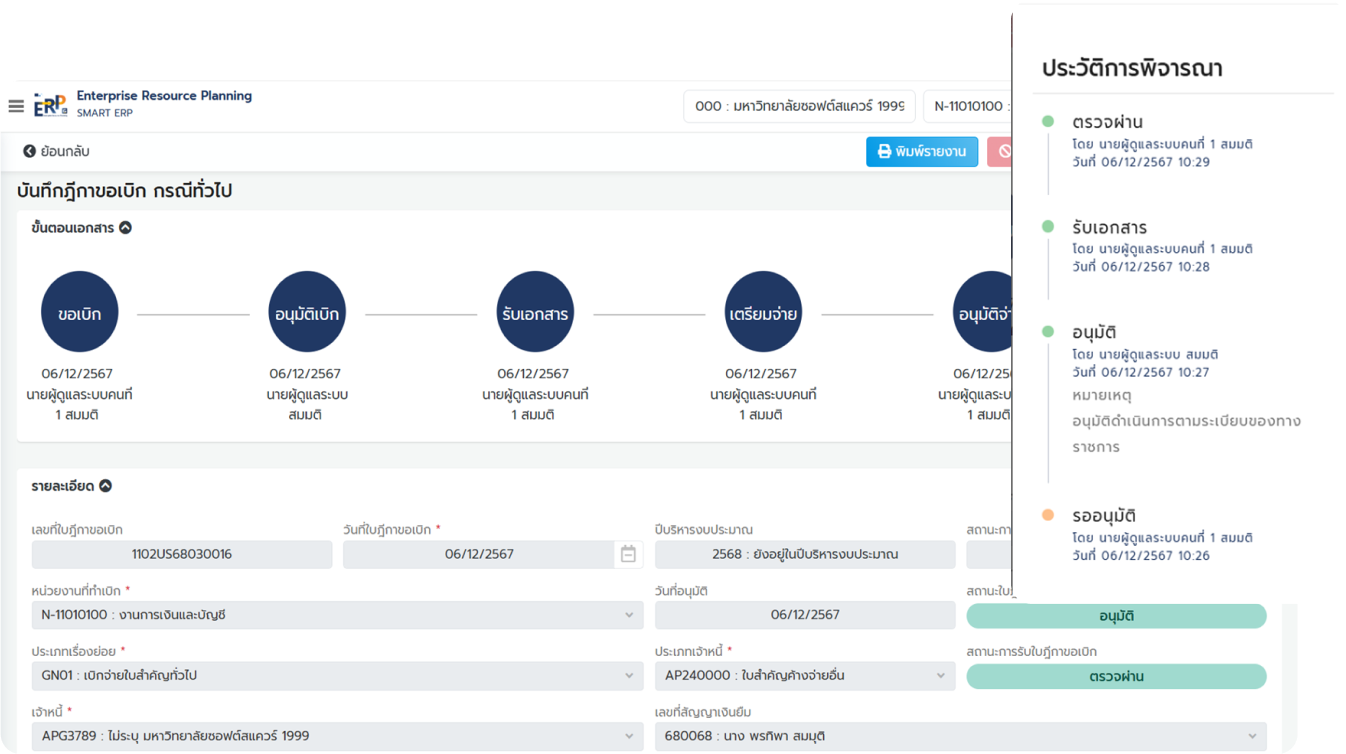 Enterprise Resource Planning
ERP
SMART ERP
000 : มหาวิทยาลัยซอฟต์แควร์ 1999
N-11010100 :
ย้อนกลับ
พิมพ์รายงาน
บันทึกฎีกาขอเบิก กรณีทั่วไป
ขั้นตอนเอกสาร
ขอเบิก
อนุมัติเบิก
รับเอกสาร
เตรียมจ่าย
อนุมัติจ่
06/12/2567
06/12/2567
06/12/2567
06/12/2567
06/12/25
นายผู้ดูแลระบบคนที่
นายผู้ดูแลระบบ
นายผู้ดูแลระบบคนที่
นายผู้ดูแลระบบคนที่
นายผู้ดูแลระบ
1 สมมติ
สมมติ
1 สมมติ
1 สมมติ
1 สมมติ
รายละเอียด
เลขที่ใบฎีกาขอเบิก
วันที่ใบฎีกาขอเบิก *
ปีบริหารงบประมาณ
สถานะกา
1102US68030016
06/12/2567
2568 : ยังอยู่ในปีบริหารงบประมาณ
หน่วยงานที่ทำเบิก *
วันที่อนุมัติ
สถานะใบ
N-11010100 : งานการเงินและบัญชี
06/12/2567
อนุมัติ
ประเภทเรื่องย่อย *
ประเภทเจ้าหนี้ *
สถานะการรับใบฎีกาขอเบิก
GN01 : เบิกจ่ายใบสำคัญทั่วไป
AP240000 : ใบสำคัญค้างจ่ายอื่น
ตรวจผ่าน
เจ้าหนี้ *
เลขที่สัญญาเงินยืม
APG3789 : ไม่ระบุ มหาวิทยาลัยซอฟต์แควร์ 1999
680068 : นาง พรทิพา สมมุติ
ประวัติการพิจารณา
ตรวจผ่าน
โดย นายผู้ดูแลระบบคนที่ 1 สมมติ
วันที่ 06/12/2567 10:29
รับเอกสาร
โดย นายผู้ดูแลระบบคนที่ 1 สมมติ
วันที่ 06/12/2567 10:28
อนุมัติ
โดย นายผู้ดูแลระบบ สมมติ
วันที่ 06/12/2567 10:27
หมายเหตุ
อนุมัติดำเนินการตามระเบียบของทาง
ราชการ
รออนุมัติ
โดย นายผู้ดูแลระบบคนที่ 1 สมมติ
วันที่ 06/12/2567 10:26